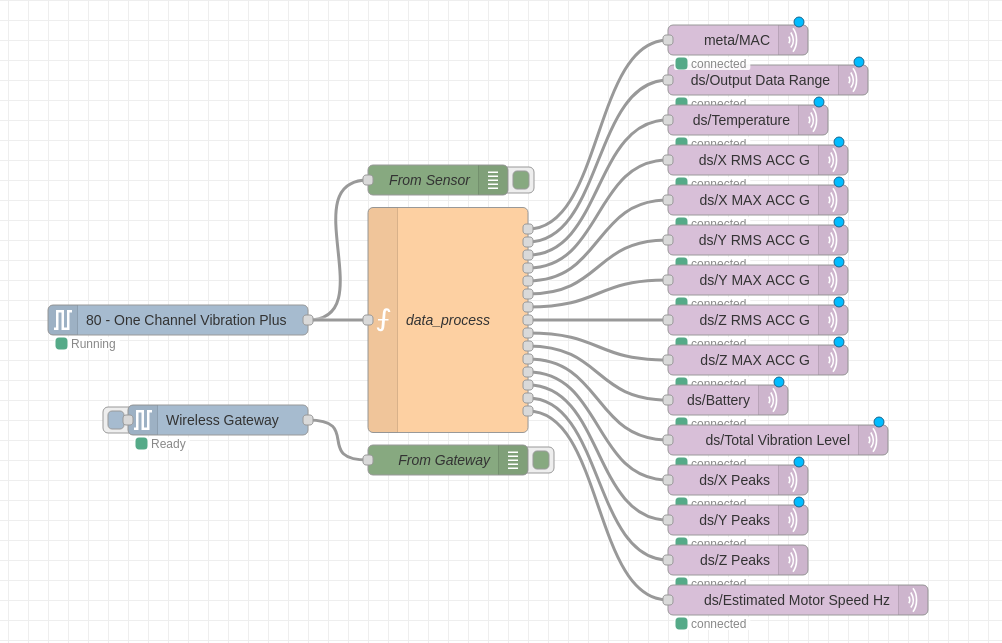 meta/MAC
connected
ds/Output Data Range
connected
ds/Temperature
connected
From Sensor
ds/X RMS ACC G
connected
ds/X MAX ACC G
connected
ds/Y RMS ACC G
connected
ds/Y MAX ACC G
connected
80 - One Channel Vibration Plus
Running
data_process
ds/Z RMS ACC G
connected
ds/Z MAX ACC G
connected
ds/Battery
connected
Wireless Gateway
Ready
From Gateway
ds/Total Vibration Level
connected
ds/X Peaks
connected
ds/Y Peaks
connected
ds/Z Peaks
connected
ds/Estimated Motor Speed Hz
connected